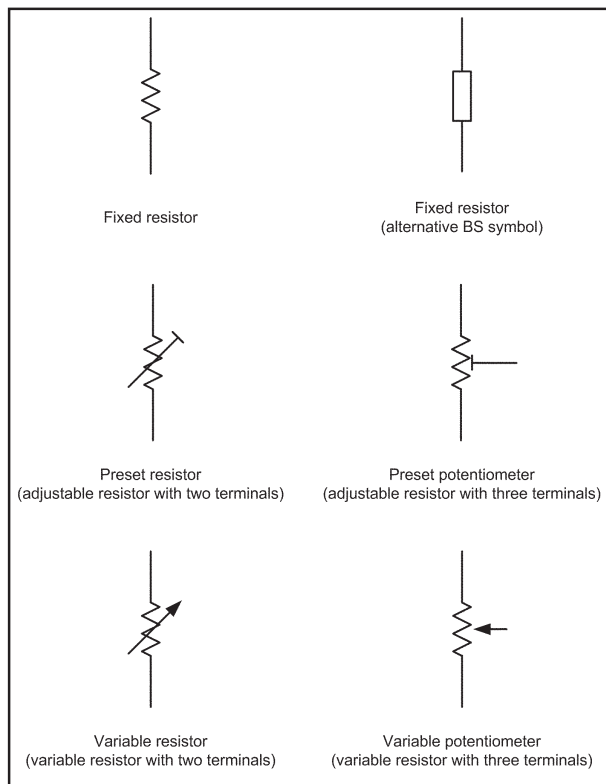 Fixed resistor
Fixed resistor
(alternative BS symbol)
Preset resistor
(adjustable resistor with two terminals)
Preset potentiometer
(adjustable resistor with three terminals)
Variable resistor
(variable resistor with two terminals)
Variable potentiometer
(variable resistor with three terminals)